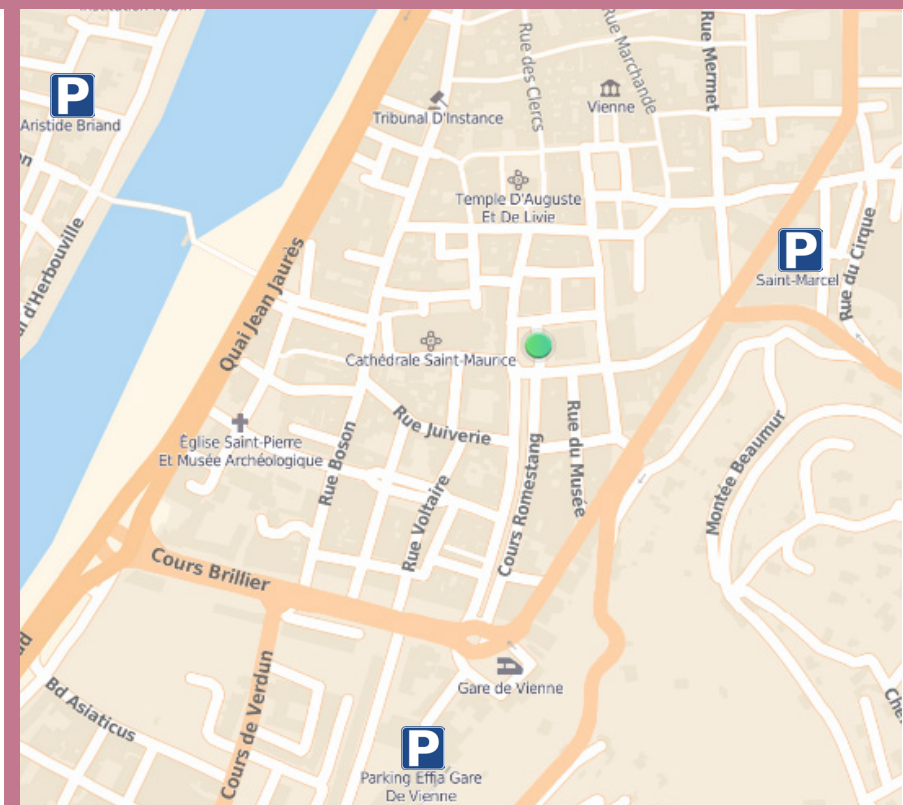 Rue Mermet
Rue Marchande
Rue des Clercs
P
Aristide Briand
Tribunal D'Instance
Vienne
Temple D'Auguste
Et De Livie
P
Saint-Marcel
Rue du Cirque
d'Herbouville
Quai Jean Jaurès
Cathédrale Saint-Maurice
Rue Juiverie
Église Saint-Pierre
Et Musée Archéologique
Rue Boson
Rue Voltaire
Cours Romestang
Rue du Musée
Montée Beaumur
Cours Brillier
Gare de Vienne
Bd Asiaticus
Cours de Verdun
P
Parking Effia Gare
De Vienne